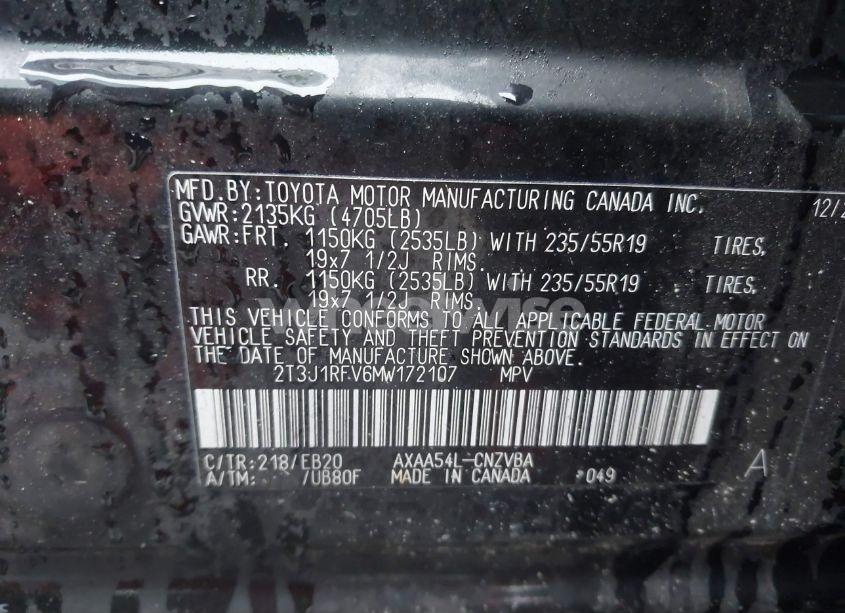 MFD. BY:TOYOTA MOTOR MANUFACTURING CANADA INC. 12/2
GVWR:2135KG (4705LB)
GAWR:FRT. 1150KG (2535LB) WITH 235/55R19 TIRES,
19x7 1/2J RIMS.
RR. 1150KG (2535LB) WITH 235/55R19 TIRES,
19x7 1/2J RIMS.
THIS VEHICLE CONFORMS TO ALL APPLICABLE FEDERAL MOTOR
VEHICLE SAFETY AND THEFT PREVENTION STANDARDS IN EFFECT ON
THE DATE OF MANUFACTURE SHOWN ABOVE.
2T3J1RFV6MW172107 MPV
C/TR:218/EB20 AXAA54L-CNZVBA A
A/TM: /UB80F MADE IN CANADA *049